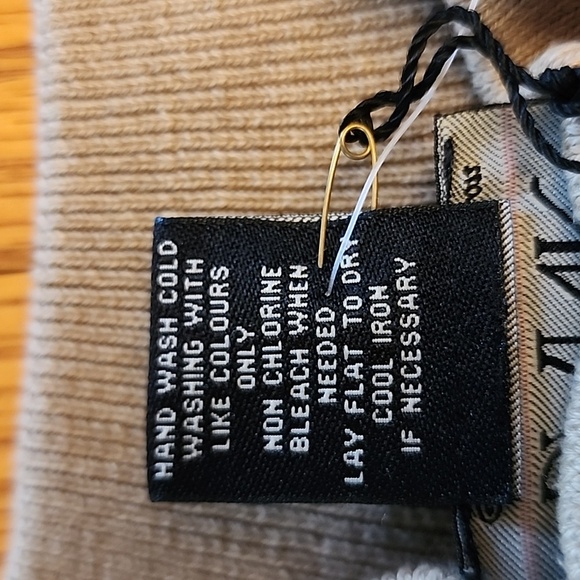 HAND WASH COLD
WASHING WITH
LIKE COLOURS
ONLY
NON CHLORINE
BLEACH WHEN
NEEDED
LAY FLAT TO DRY
COOL IRON
IF NECESSARY